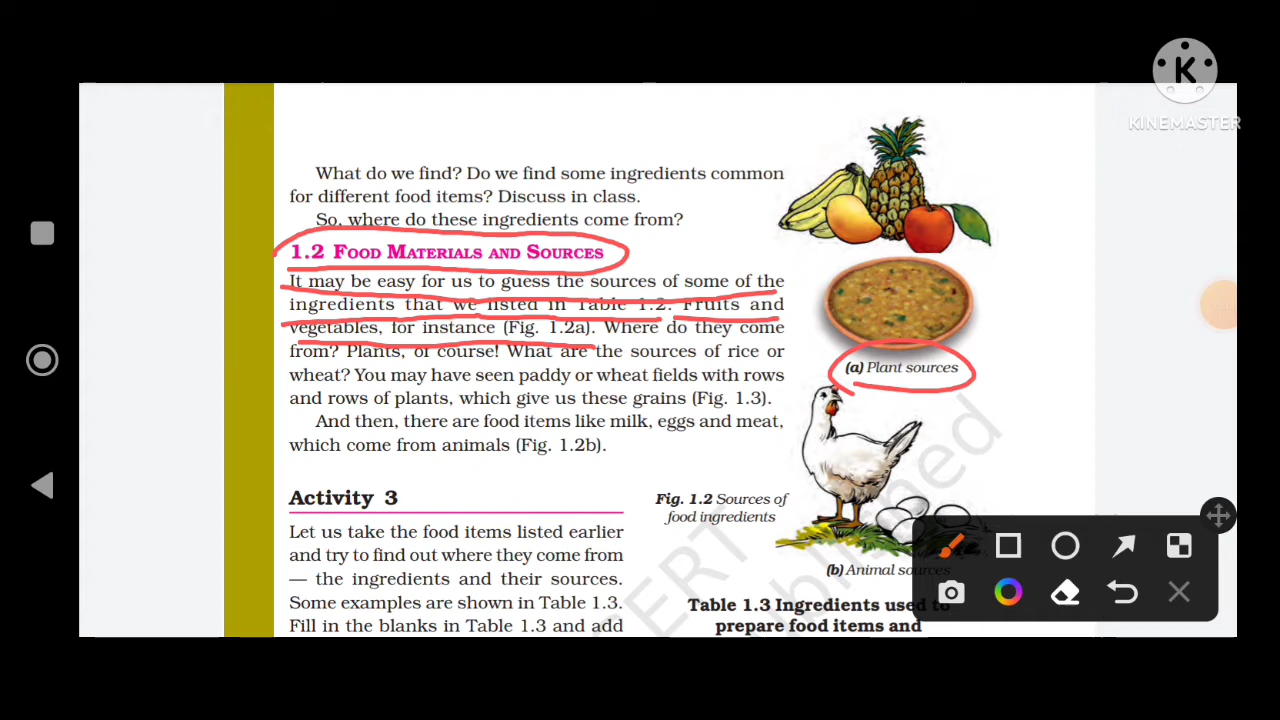 KINEMASTER
What do we find? Do we find some ingredients common
for different food items? Discuss in class.
So, where do these ingredients come from?
1.2 Food Materials and Sources
It may be easy for us to guess the sources of some of the
ingredients that we listed in Table 1.2. Fruits and
vegetables, for instance (Fig. 1.2a). Where do they come
from? Plants, of course! What are the sources of rice or
wheat? You may have seen paddy or wheat fields with rows
and rows of plants, which give us these grains (Fig. 1.3).
And then, there are food items like milk, eggs and meat,
which come from animals (Fig. 1.2b).
(a) Plant sources
Fig. 1.2 Sources of
food ingredients
(b) Animal sources
Activity 3
Let us take the food items listed earlier
and try to find out where they come from
— the ingredients and their sources.
Some examples are shown in Table 1.3.
Fill in the blanks in Table 1.3 and add
Table 1.3 Ingredients used to
prepare food items and